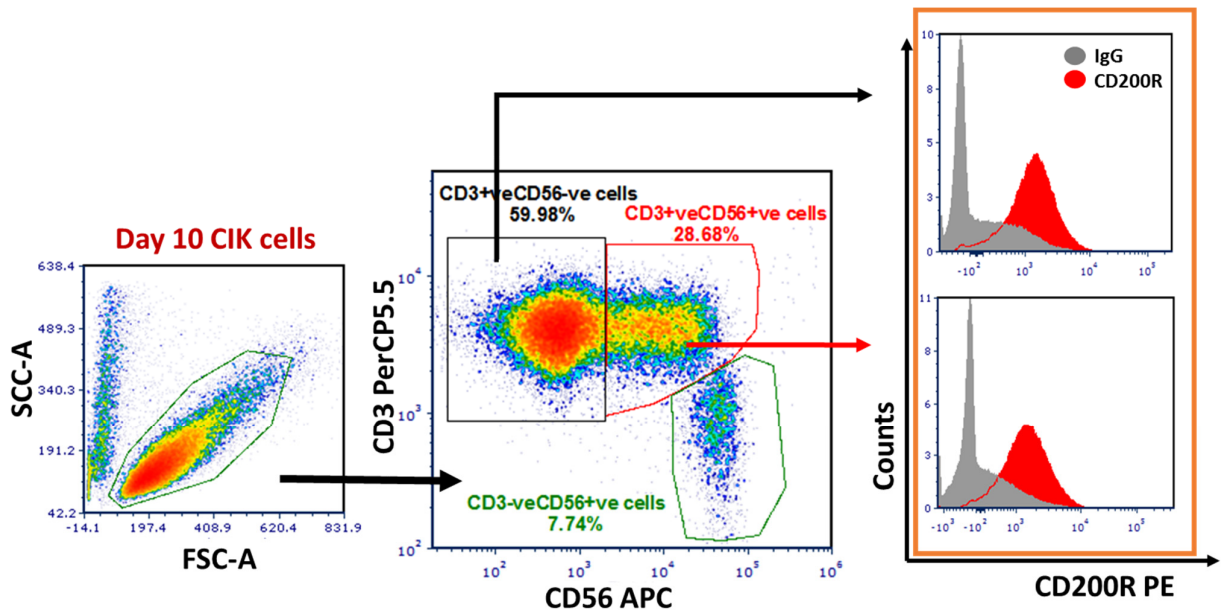 Day 10 CIK cells
638.4
489.3
340.3
191.2
42.2
-14.1 197.4 408.9 620.4 831.9
SCC-A
FSC-A
CD3+veCD56-ve cells
59.98%
CD3+veCD56+ve cells
28.68%
CD3-veCD56+ve cells
7.74%
10⁴
10³
10²
10² 10³ 10⁴ 10⁵ 10⁶
CD3 PerCP5.5
CD56 APC
IgG
CD200R
10
8
5
3
0
-10² 10³ 10⁴ 10⁵
11
9
6
3
0
-10³ -10² 10³ 10⁴ 10⁵
Counts
CD200R PE